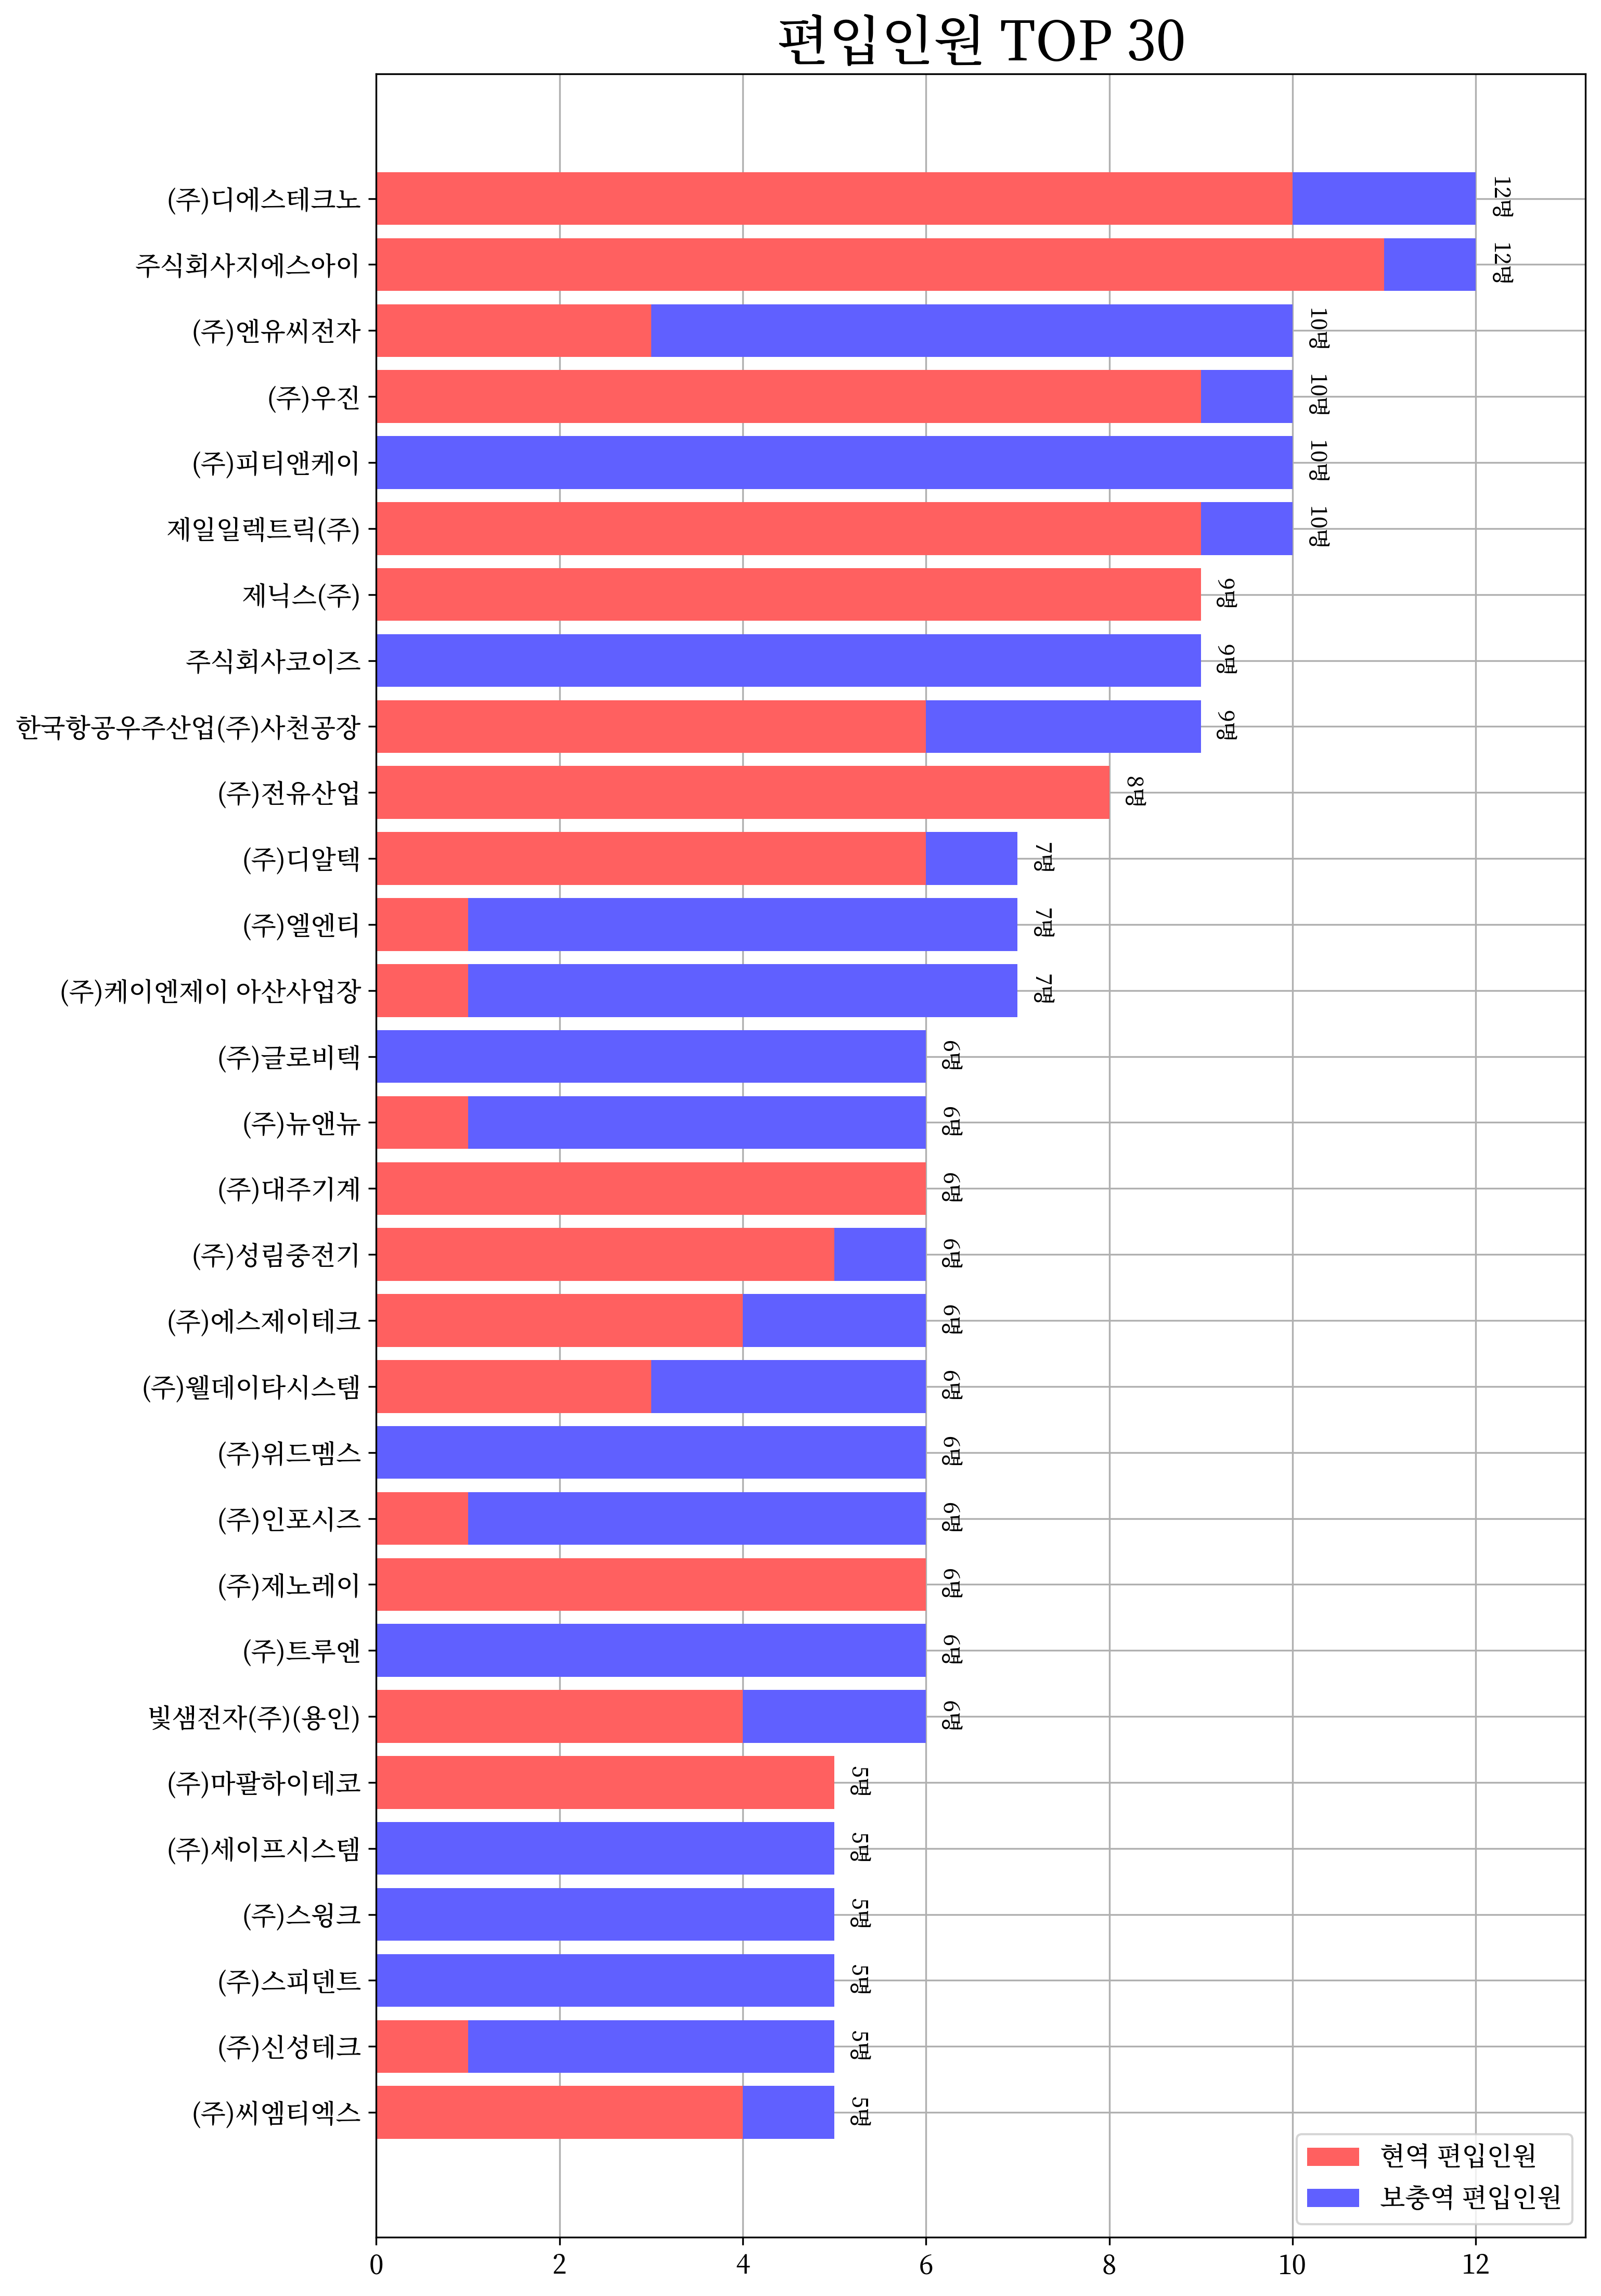 편입인원 TOP 30
(주)디에스테크노 12명
주식회사지에스아이 12명
(주)엔유씨전자 10명
(주)우진 10명
(주)피티앤케이 10명
제일일렉트릭(주) 10명
제닉스(주) 9명
주식회사코이즈 9명
한국항공우주산업(주)사천공장 9명
(주)전유산업 8명
(주)디알텍 7명
(주)엘엔티 7명
(주)케이엔제이 아산사업장 7명
(주)글로비텍 6명
(주)뉴앤뉴 6명
(주)대주기계 6명
(주)성림중전기 6명
(주)에스제이테크 6명
(주)웰데이타시스템 6명
(주)위드멤스 6명
(주)인포시즈 6명
(주)제노레이 6명
(주)트루엔 6명
빛샘전자(주)(용인) 6명
(주)마팔하이테코 5명
(주)세이프시스템 5명
(주)스윙크 5명
(주)스피덴트 5명
(주)신성테크 5명
(주)씨엠티엑스 5명
현역 편입인원
보충역 편입인원
0 2 4 6 8 10 12